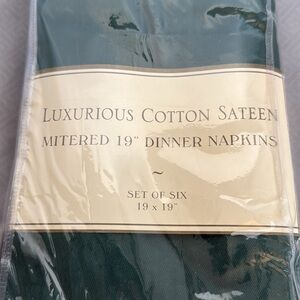 LUXURIOUS COTTON SATEEN
MITERED 19" DINNER NAPKINS
~
SET OF SIX
19 x 19"